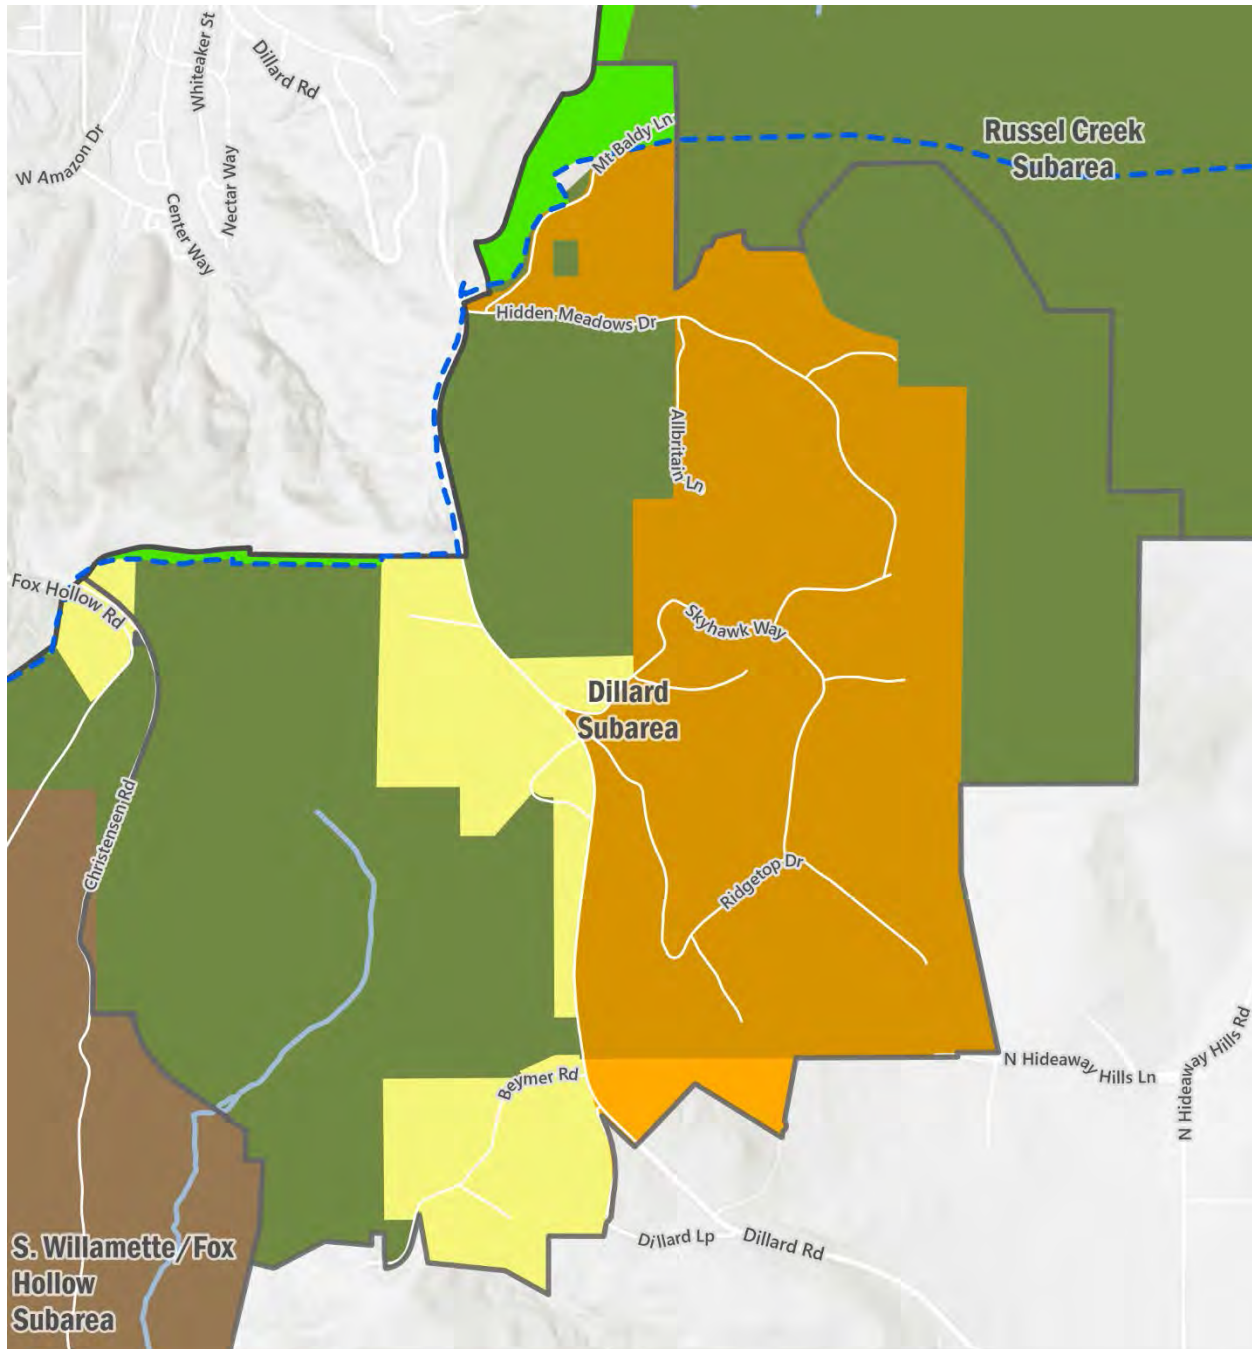 Whiteaker St
Dillard Rd
W Amazon Dr
Nectar Way
Center Way
Mt Baldy Ln
Russel Creek
Subarea
Hidden Meadows Dr
Allbritain Ln
Fox Hollow Rd
Skyhawk Way
Dillard
Subarea
Christensen Rd
Ridgetop Dr
Beymer Rd
N Hideaway Hills Ln
N Hideaway Hills Rd
Dillard Lp
Dillard Rd
S. Willamette/Fox
Hollow
Subarea